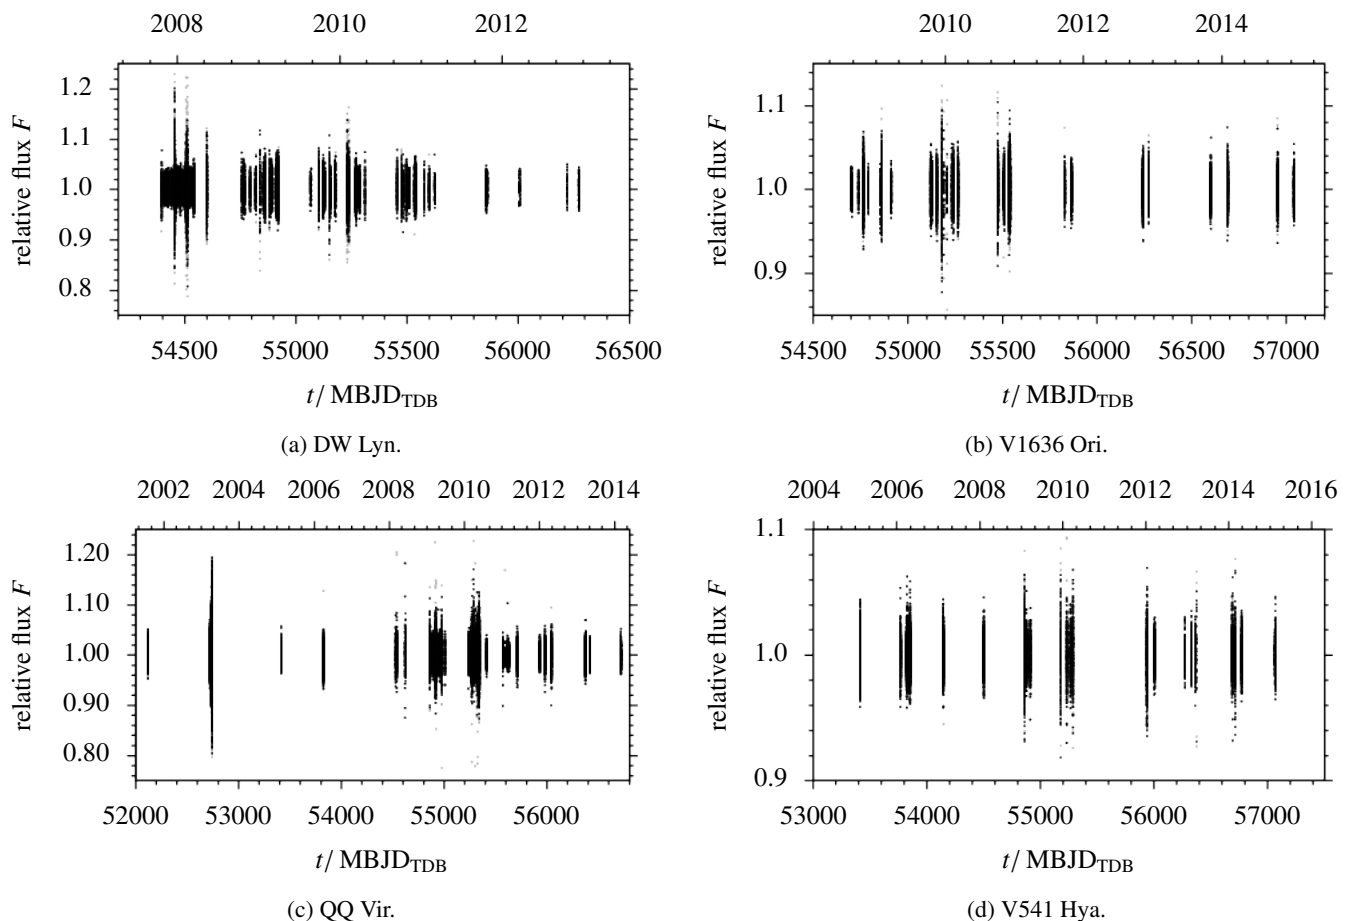 2008 2010 2012
relative flux F
1.2
1.1
1.0
0.9
0.8
54500 55000 55500 56000 56500
t/ MBJD_TDB
(a) DW Lyn.
2010 2012 2014
relative flux F
1.1
1.0
0.9
54500 55000 55500 56000 56500 57000
t/ MBJD_TDB
(b) V1636 Ori.
2002 2004 2006 2008 2010 2012 2014
relative flux F
1.20
1.10
1.00
0.90
0.80
52000 53000 54000 55000 56000
t/ MBJD_TDB
(c) QQ Vir.
2004 2006 2008 2010 2012 2014 2016
relative flux F
1.1
1.0
0.9
53000 54000 55000 56000 57000
t/ MBJD_TDB
(d) V541 Hya.